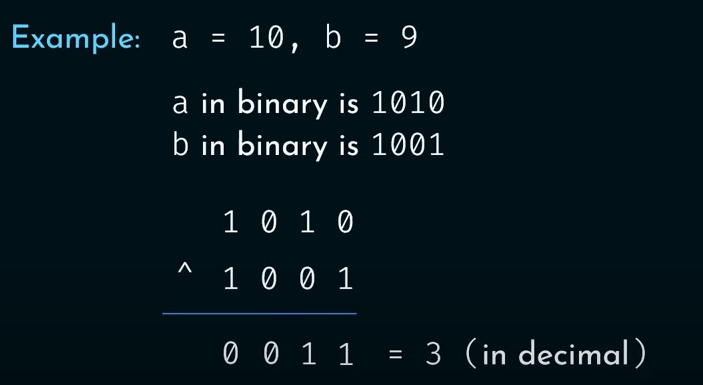 Example: a = 10, b = 9
a in binary is 1010
b in binary is 1001
1 0 1 0
^ 1 0 0 1
0 0 1 1 = 3 (in decimal)